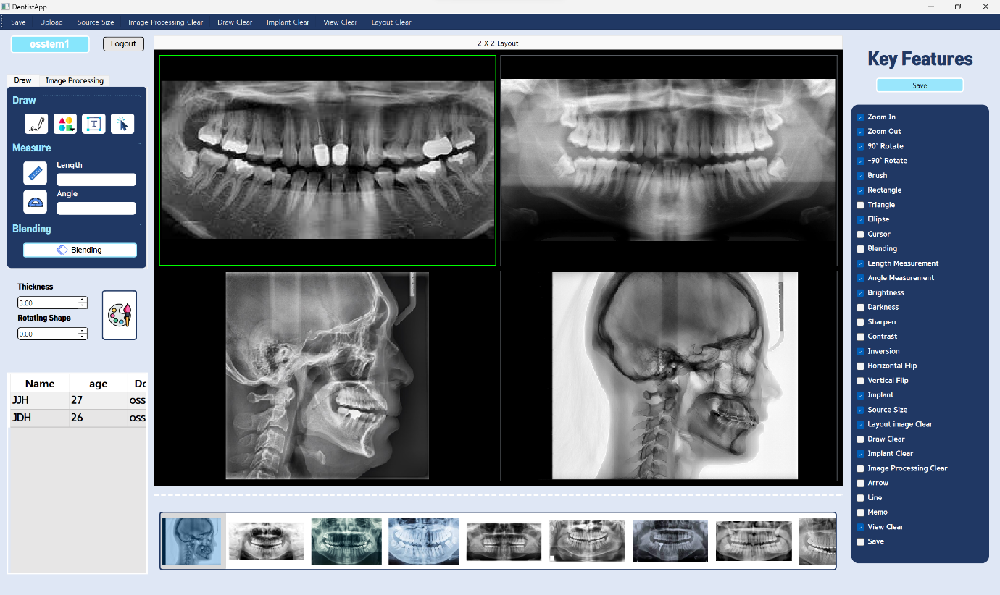 DentistApp
Save Upload Source Size Image Processing Clear Draw Clear Implant Clear View Clear Layout Clear
osstem1 Logout
Draw Image Processing
Draw
T
Measure
Length
Angle
Blending
Blending
Thickness
3.00
Rotating Shape
0.00
Name age Dc
JJH 27 oss
JDH 26 oss
2 X 2 Layout
Key Features
Save
Zoom In
Zoom Out
90˚ Rotate
-90˚ Rotate
Brush
Rectangle
Triangle
Ellipse
Cursor
Blending
Length Measurement
Angle Measurement
Brightness
Darkness
Sharpen
Contrast
Inversion
Horizontal Flip
Vertical Flip
Implant
Source Size
Layout image Clear
Draw Clear
Implant Clear
Image Processing Clear
Arrow
Line
Memo
View Clear
Save